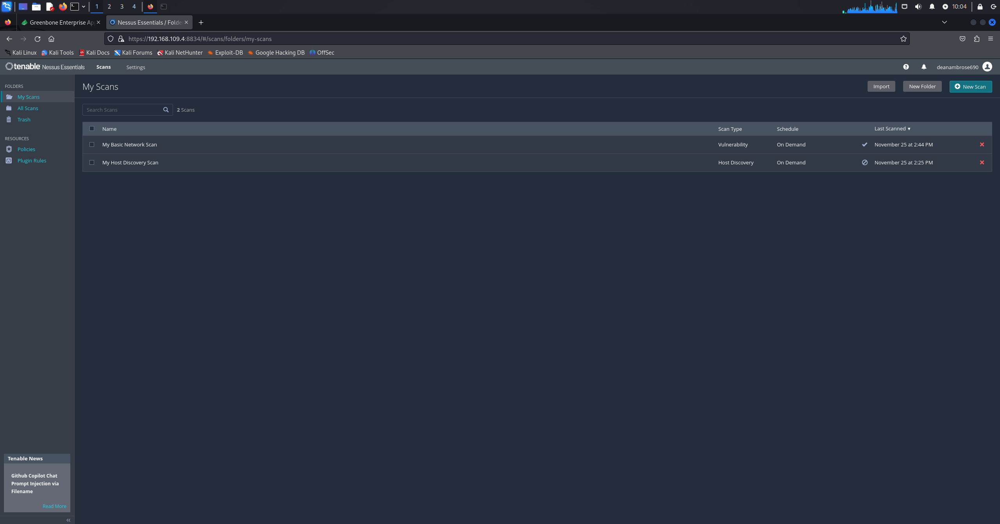 1 2 3 4 10:04
Greenbone Enterprise Ap
Nessus Essentials / Folde
https://192.168.109.4:8834/#/scans/folders/my-scans
Kali Linux Kali Tools Kali Docs Kali Forums Kali NetHunter Exploit-DB Google Hacking DB OffSec
tenable Nessus Essentials Scans Settings deanambrose690
FOLDERS
My Scans
All Scans
Trash
RESOURCES
Policies
Plugin Rules
Tenable News
Github Copilot Chat
Prompt Injection via
Filename
Read More
My Scans Import New Folder New Scan
Search Scans 2 Scans
Name Scan Type Schedule Last Scanned
My Basic Network Scan Vulnerability On Demand November 25 at 2:44 PM
My Host Discovery Scan Host Discovery On Demand November 25 at 2:25 PM